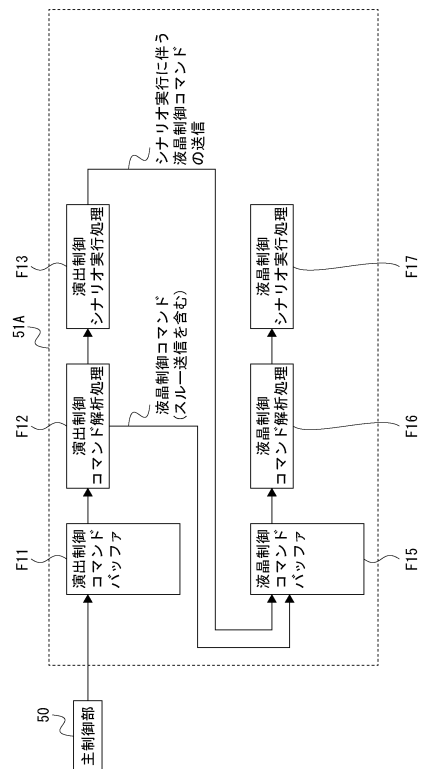 51A
F11
F12
F13
50
主制御部
演出制御
コマンド
バッファ
演出制御
コマンド解析処理
演出制御
シナリオ実行処理
液晶制御コマンド
(スルー送信を含む)
シナリオ実行に伴う
液晶制御コマンド
の送信
液晶制御
コマンド
バッファ
液晶制御
コマンド解析処理
液晶制御
シナリオ実行処理
F15
F16
F17